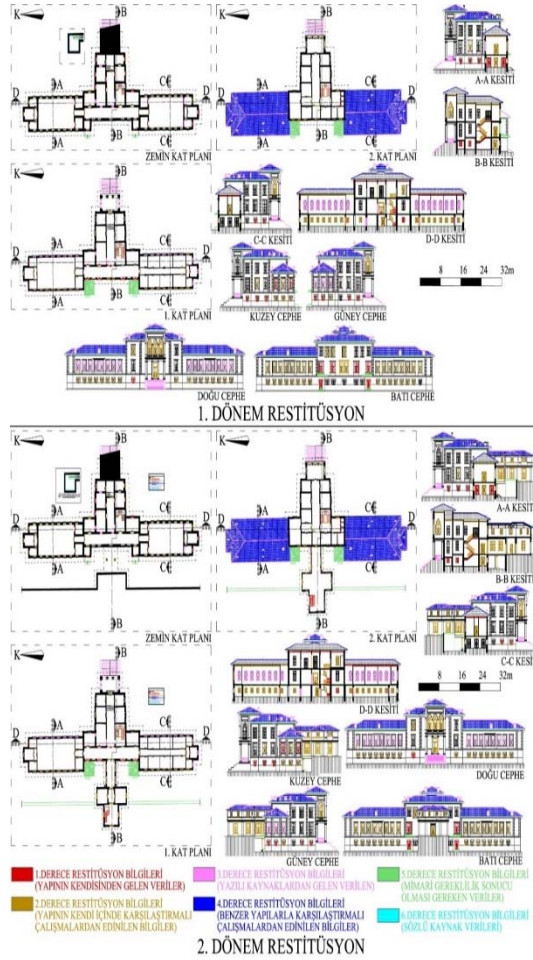 K
B
A
C
D
D
A
B
C
ZEMİN KAT PLANI
K
B
A
C
A
B
C
2. KAT PLANI
A-A KESİTİ
B-B KESİTİ
K
B
A
C
D
D
A
B
C
1. KAT PLANI
C-C KESİTİ
D-D KESİTİ
KUZEY CEPHE
GÜNEY CEPHE
8 16 24 32m
DOĞU CEPHE
BATI CEPHE
1. DÖNEM RESTİTÜSYON
K
B
A
C
D
D
A
C
B
ZEMİN KAT PLANI
K
B
A
C
D
D
A
C
B
2. KAT PLANI
A-A KESİTİ
B-B KESİTİ
C-C KESİTİ
K
B
A
C
D
D
A
C
B
1. KAT PLANI
D-D KESİTİ
8 16 24 32m
KUZEY CEPHE
DOĞU CEPHE
GÜNEY CEPHE
BATI CEPHE
1.DERECE RESTİTÜSYON BİLGİLERİ
(YAPININ KENDİSİNDEN GELEN VERİLER)
3.DERECE RESTİTÜSYON BİLGİLERİ
(YAZILI KAYNAKLARDAN GELEN VERİLEN)
5.DERECE RESTİTÜSYON BİLGİLERİ
(MİMARİ GEREKLİLİK SONUCU
OLMASI GEREKEN VERİLER)
2.DERECE RESTİTÜSYON BİLGİLERİ
(YAPININ KENDİ İÇİNDE KARŞILAŞTIRMALI
ÇALIŞMALARDAN EDİNİLEN BİLGİLER)
4.DERECE RESTİTÜSYON BİLGİLERİ
(BENZER YAPILARLA KARŞILAŞTIRMALI
ÇALIŞMALARDAN EDİNİLEN BİLGİLER)
6.DERECE RESTİTÜSYON BİLGİLERİ
(SÖZLÜ KAYNAK VERİLERİ)
2. DÖNEM RESTİTÜSYON